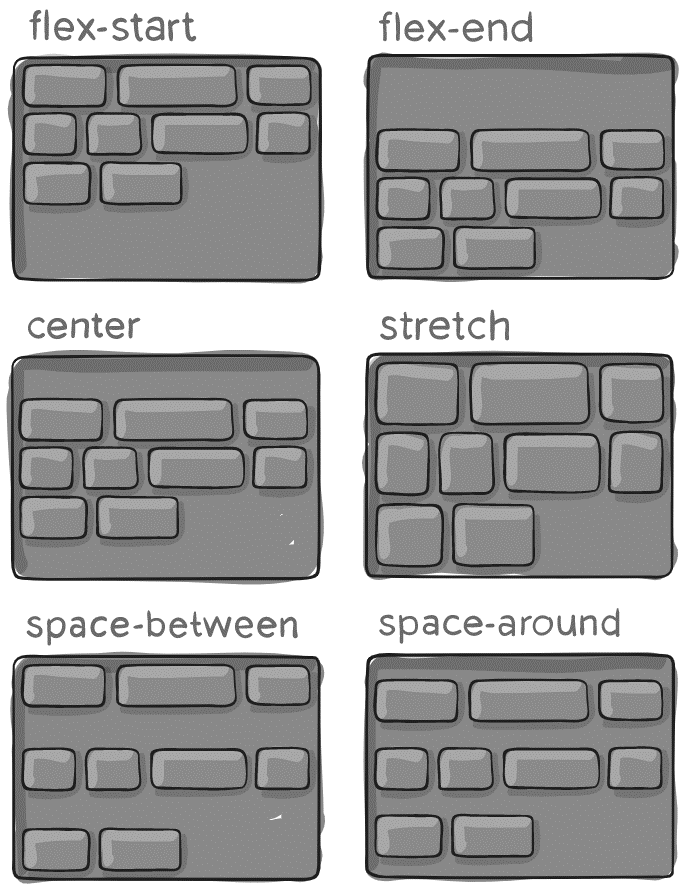 flex-start
flex-end
center
stretch
space-between
space-around